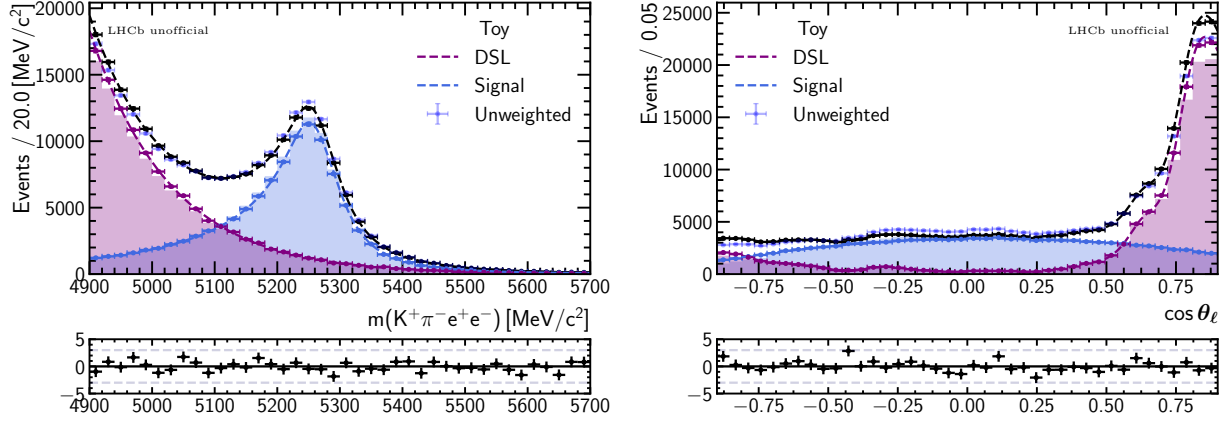 LHCb unofficial
Toy
DSL
Signal
Unweighted
Events / 20.0 [MeV/c²]
20000
15000
10000
5000
0
4900 5000 5100 5200 5300 5400 5500 5600 5700
m(K⁺π⁻e⁺e⁻) [MeV/c²]
5
0
−5
4900 5000 5100 5200 5300 5400 5500 5600 5700
LHCb unofficial
Toy
DSL
Signal
Unweighted
Events / 0.05
25000
20000
15000
10000
5000
0
−0.75 −0.50 −0.25 0.00 0.25 0.50 0.75
cos θ_ℓ
5
0
−5
−0.75 −0.50 −0.25 0.00 0.25 0.50 0.75